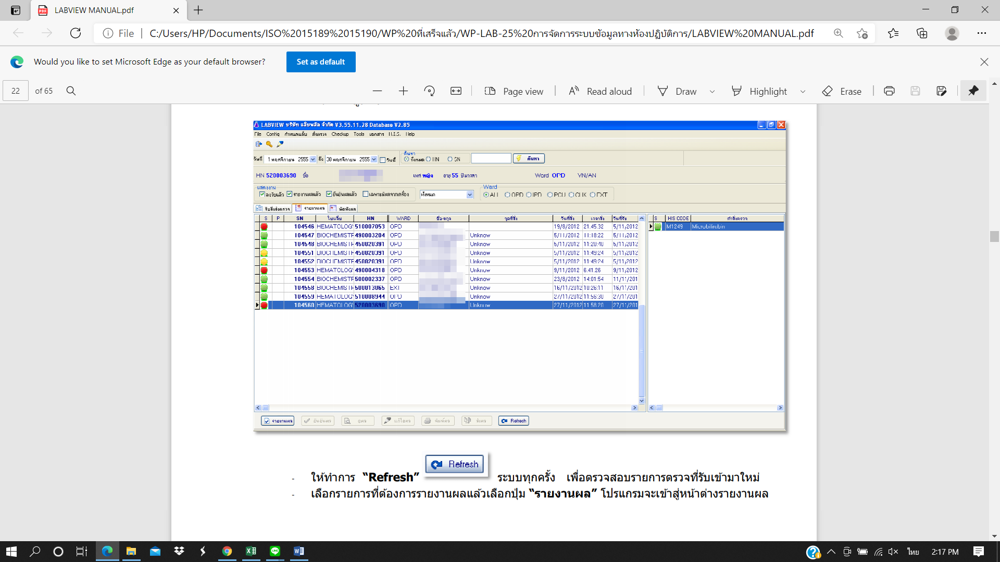 LABVIEW MANUAL.pdf
File C:/Users/HP/Documents/ISO%2015189%2015190/WP%20ที่เสร็จแล้ว/WP-LAB-25%20การจัดการระบบข้อมูลทางห้องปฏิบัติการ/LABVIEW%20MANUAL.pdf
Would you like to set Microsoft Edge as your default browser? Set as default
22 of 65 Page view Read aloud Draw Highlight Erase
LABVIEW บริษัท แล็บพลัส จำกัด V3.55.11.28 Database V2.85
File Config กำหนดแล็บ สั่งตรวจ Checkup Tools เอกสาร H.I.S. Help
วันที่ 1 พฤศจิกายน 2555 ถึง 30 พฤศจิกายน 2555 วันนี้ ค้นหา ทั้งหมด HN SN ค้นหา
HN 520003690 ชื่อ เพศ หญิง อายุ 55 ปี Word OPD VN/AN
แสดงงาน ลงรับแล้ว รายงานผลแล้ว ยืนยันผลแล้ว เฉพาะมีผลจากเครื่อง ทั้งหมด Ward ALL OPD IPD PCU CHK EXT
รับสิ่งส่งตรวจ รายงานผล นัดฟังผล
S P SN ใบแล็บ HN WARD ชื่อ-สกุล จุดที่สั่ง วันที่สั่ง เวลาสั่ง วันที่รับ S HIS CODE คำสั่งตรวจ
104546 HEMATOLOGY 510007053 OPD 19/8/2012 21:45:32 5/11/2012 M1249 Microbilirubin
104547 BIOCHEMISTR 490003204 OPD Unknow 5/11/2012 11:18:22 5/11/2012
104548 BIOCHEMISTR 450020391 OPD Unknow 5/11/2012 11:20:40 5/11/2012
104551 BIOCHEMISTR 450020391 OPD Unknow 5/11/2012 11:49:24 5/11/2012
104552 BIOCHEMISTR 450020391 OPD Unknow 5/11/2012 11:49:24 5/11/2012
104553 HEMATOLOGY 490004318 OPD Unknow 9/11/2012 6:41:26 9/11/2012
104554 BIOCHEMISTR 500002337 OPD Unknow 23/8/2012 14:01:54 11/11/201
104558 BIOCHEMISTR 500013065 EXT Unknow 16/11/2012 10:26:11 16/11/201
104559 HEMATOLOGY 510008944 OPD Unknow 27/11/2012 11:56:30 27/11/201
104560 HEMATOLOGY 520003690 OPD Unknow 27/11/2012 11:58:20 27/11/201
รายงานผล ยืนยันผล ดูผล แก้ไขผล พิมพ์ผล ส่งผล Refresh
- ให้ทำการ “Refresh” Refresh ระบบทุกครั้ง เพื่อตรวจสอบรายการตรวจที่รับเข้ามาใหม่
- เลือกรายการที่ต้องการรายงานผลแล้วเลือกปุ่ม “รายงานผล” โปรแกรมจะเข้าสู่หน้าต่างรายงานผล
ไทย 2:17 PM